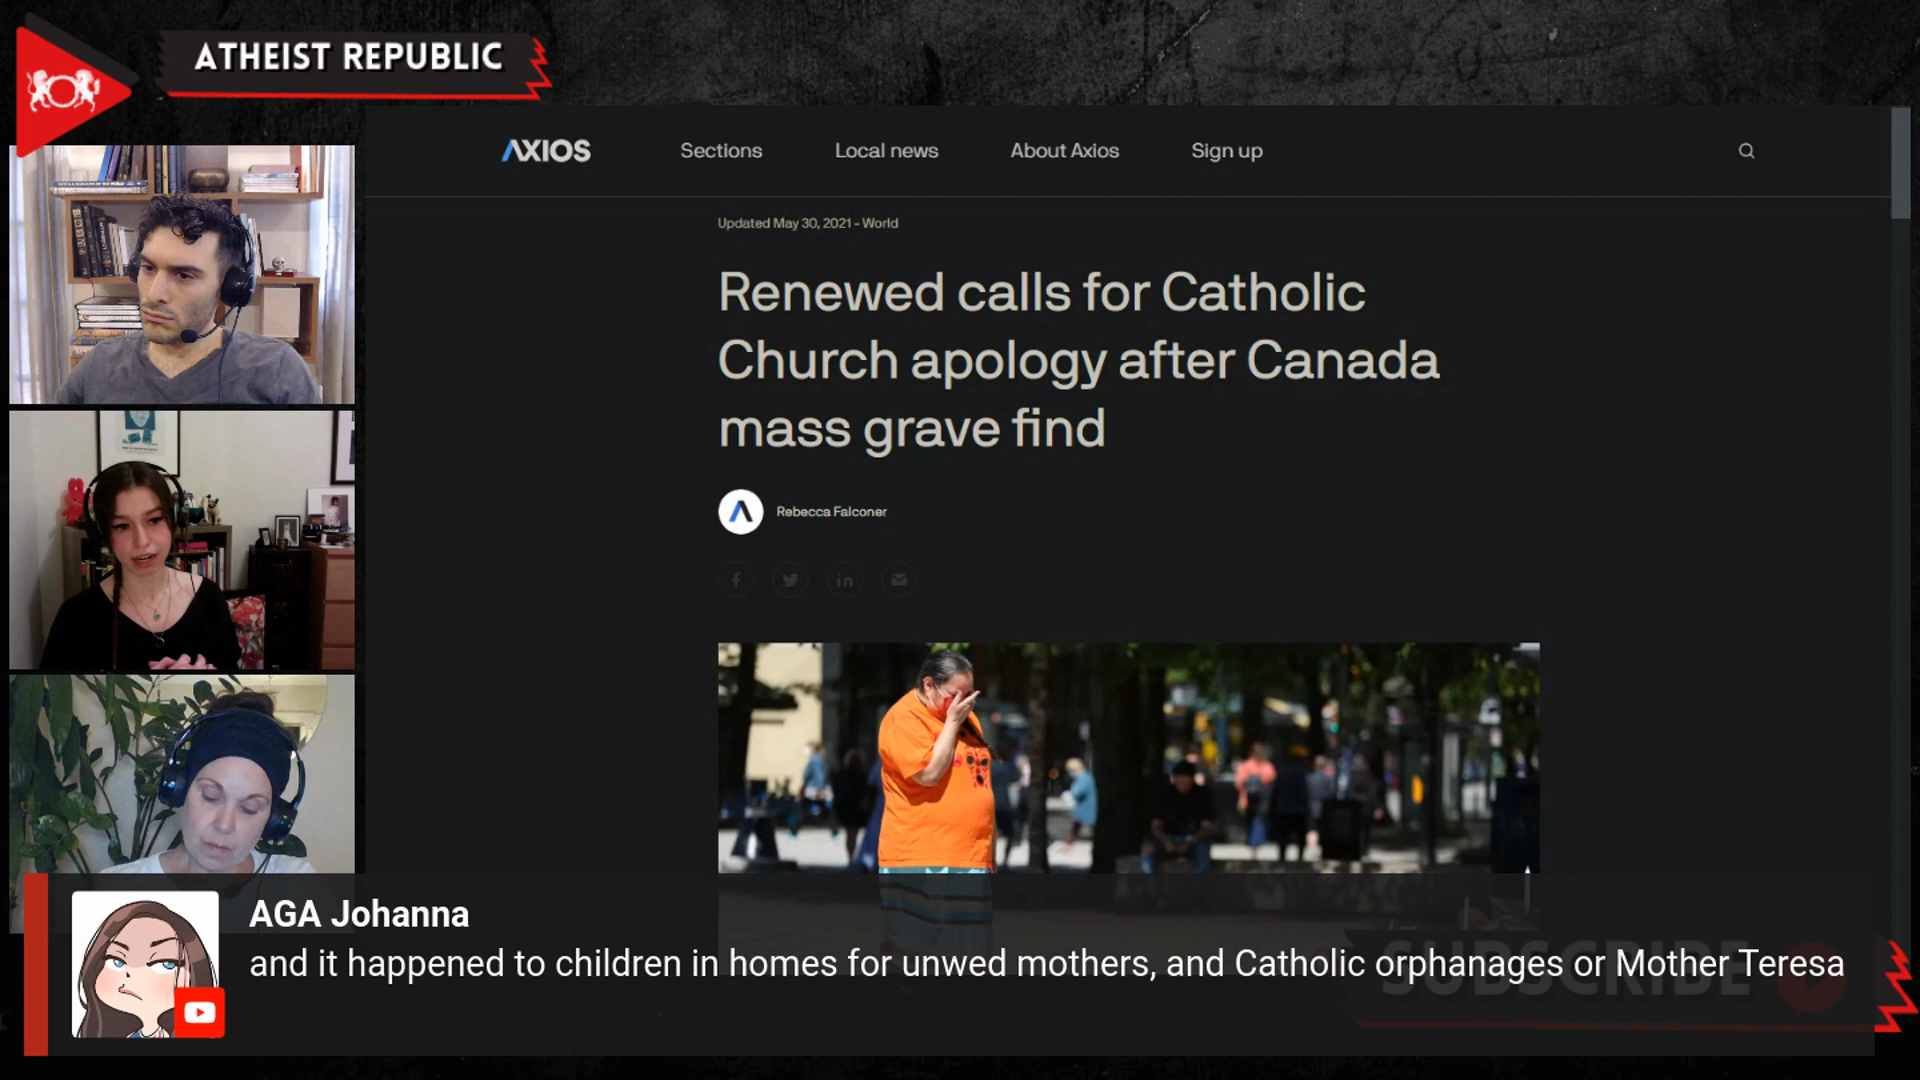 ATHEIST REPUBLIC
AXIOS
Sections
Local news
About Axios
Sign up
Updated May 30, 2021 - World
Renewed calls for Catholic
Church apology after Canada
mass grave find
Rebecca Falconer
AGA Johanna
and it happened to children in homes for unwed mothers, and Catholic orphanages or Mother Teresa
SUBSCRIBE